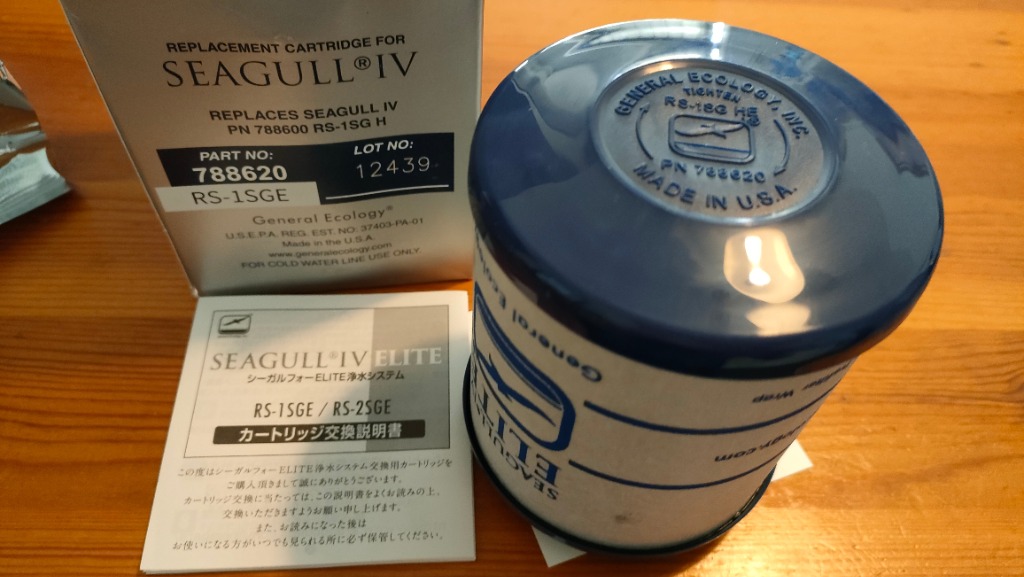 REPLACEMENT CARTRIDGE FOR
SEAGULL®IV
REPLACES SEAGULL IV
PN 788600 RS-1SG H
PART NO:
788620
LOT NO:
12439
RS-1SGE
General Ecology®
U.S.E.P.A. REG. EST. NO. 37403-PA-01
Made in the U.S.A.
www.generalecology.com
FOR COLD WATER LINE USE ONLY
GENERAL ECOLOGY, INC.
TIGHTEN
RS-1SG
PN 788620
MADE IN U.S.A.
General
Wrap
SEAGULL
ELIT
SEAGULL®IV ELITE
シーガルフォーELITE浄水システム
RS-1SGE / RS-2SGE
カートリッジ交換説明書
この度はシーガルフォーELITE浄水システム交換用カートリッジを
ご購入頂きまして誠にありがとうございます。
カートリッジ交換に当たっては、この説明書をよくお読みの上、
交換いただきますようお願い申し上げます。
また、お読みになった後は
お使いになる方がいつでも見られる所に必ず保管してください。